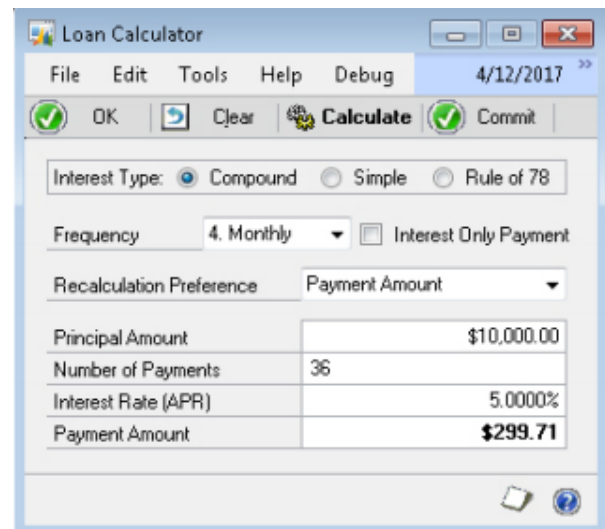 Loan Calculator
File Edit Tools Help Debug 4/12/2017 »
OK Clear Calculate Commit
Interest Type: Compound Simple Rule of 78
Frequency 4. Monthly Interest Only Payment
Recalculation Preference Payment Amount
Principal Amount $10,000.00
Number of Payments 36
Interest Rate (APR) 5.0000%
Payment Amount $299.71